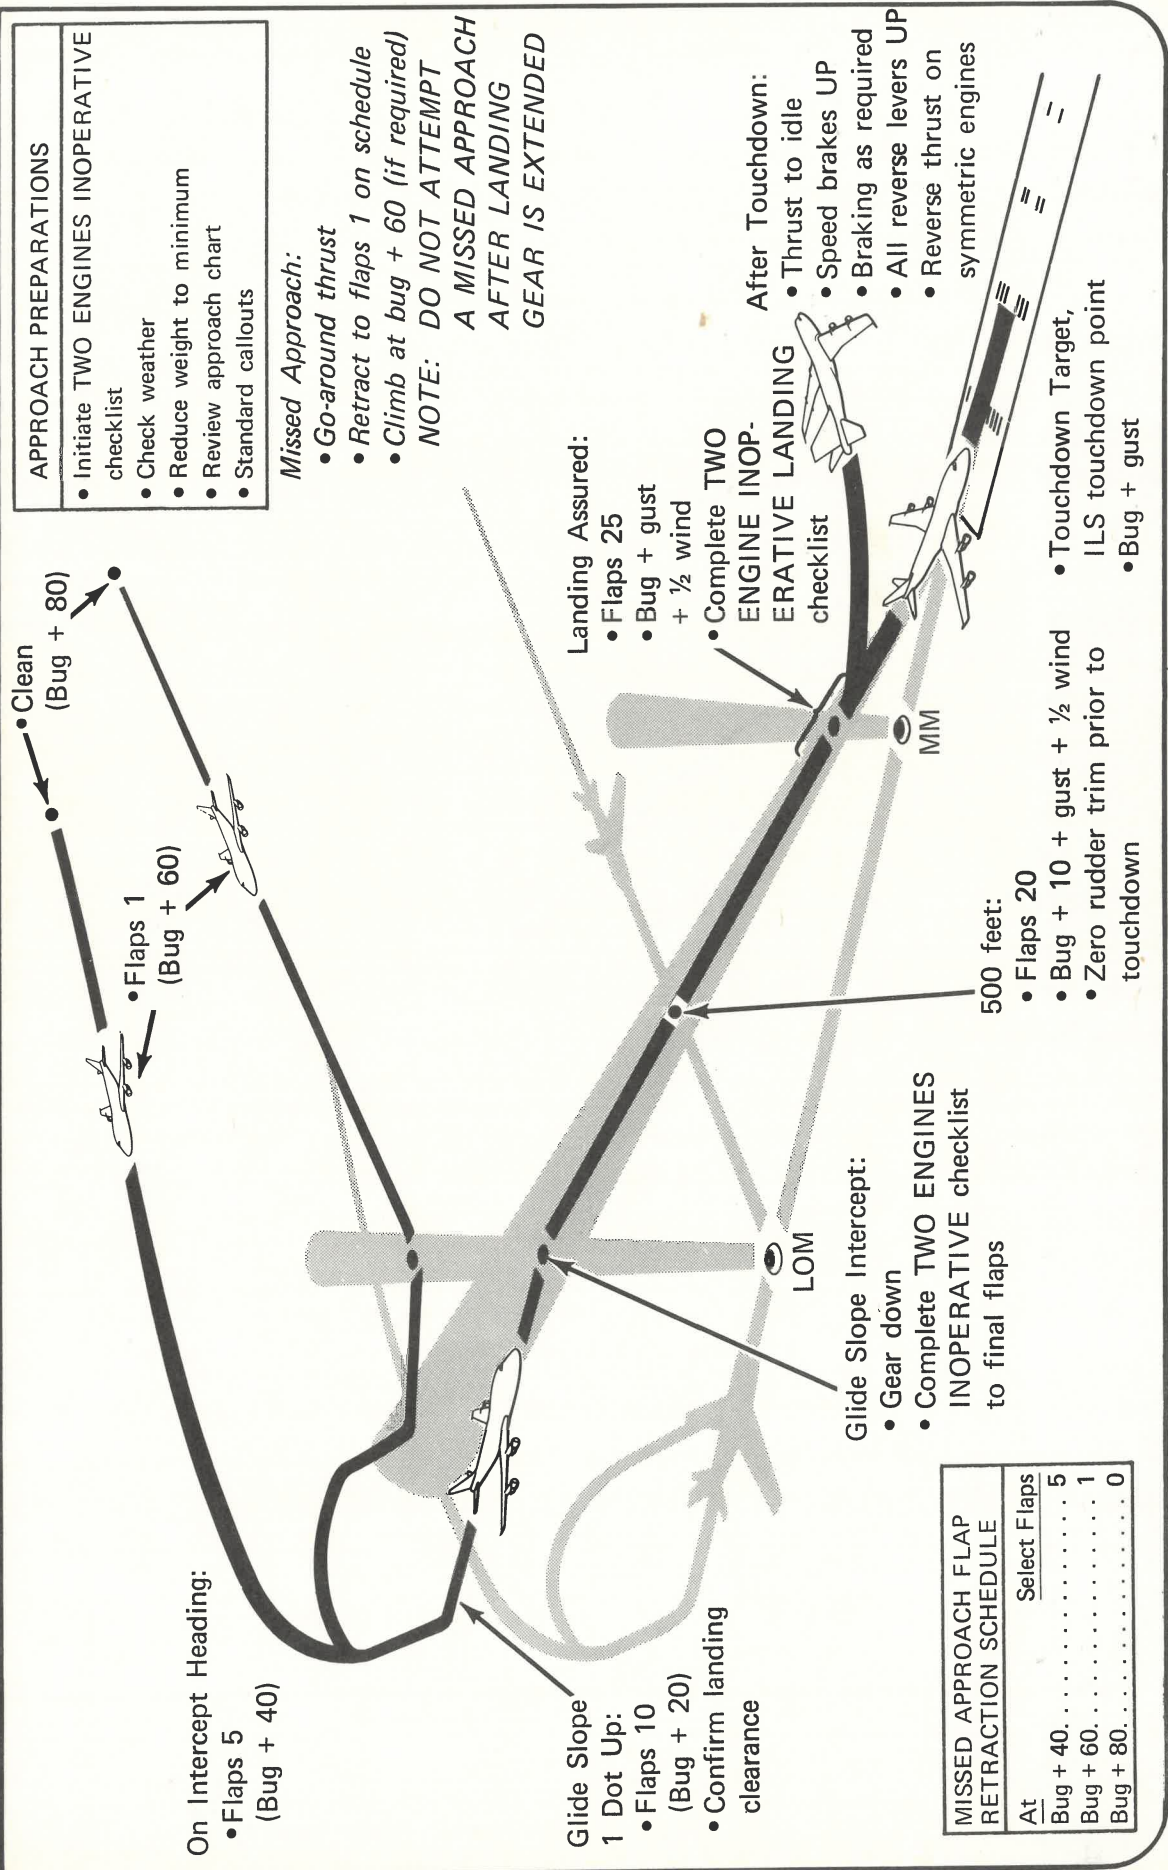 APPROACH PREPARATIONS
• Initiate TWO ENGINES INOPERATIVE
checklist
• Check weather
• Reduce weight to minimum
• Review approach chart
• Standard callouts
Missed Approach:
• Go-around thrust
• Retract to flaps 1 on schedule
• Climb at bug + 60 (if required)
NOTE: DO NOT ATTEMPT
A MISSED APPROACH
AFTER LANDING
GEAR IS EXTENDED
• Clean
(Bug + 80)
• Flaps 1
(Bug + 60)
On Intercept Heading:
• Flaps 5
(Bug + 40)
Glide Slope
1 Dot Up:
• Flaps 10
(Bug + 20)
• Confirm landing
clearance
LOM
Glide Slope Intercept:
• Gear down
• Complete TWO ENGINES
INOPERATIVE checklist
to final flaps
500 feet:
• Flaps 20
• Bug + 10 + gust + ½ wind
• Zero rudder trim prior to
touchdown
MM
Landing Assured:
• Flaps 25
• Bug + gust
+ ½ wind
• Complete TWO
ENGINE INOP-
ERATIVE LANDING
checklist
• Touchdown Target,
ILS touchdown point
• Bug + gust
After Touchdown:
• Thrust to idle
• Speed brakes UP
• Braking as required
• All reverse levers UP
• Reverse thrust on
symmetric engines
MISSED APPROACH FLAP
RETRACTION SCHEDULE
At Select Flaps
Bug + 40. . . . . . . . . . . . . . . 5
Bug + 60. . . . . . . . . . . . . . . 1
Bug + 80. . . . . . . . . . . . . . . 0